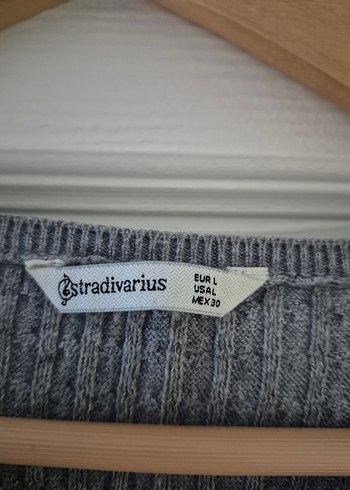 stradivarius
EUR L
USA L
MEX 30